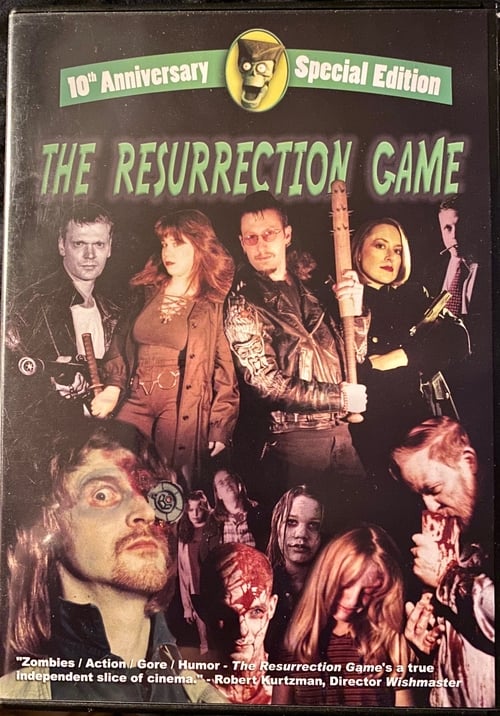 10th Anniversary
Special Edition
THE RESURRECTION GAME
"Zombies / Action / Gore / Humor - The Resurrection Game's a true
independent slice of cinema." - Robert Kurtzman, Director Wishmaster